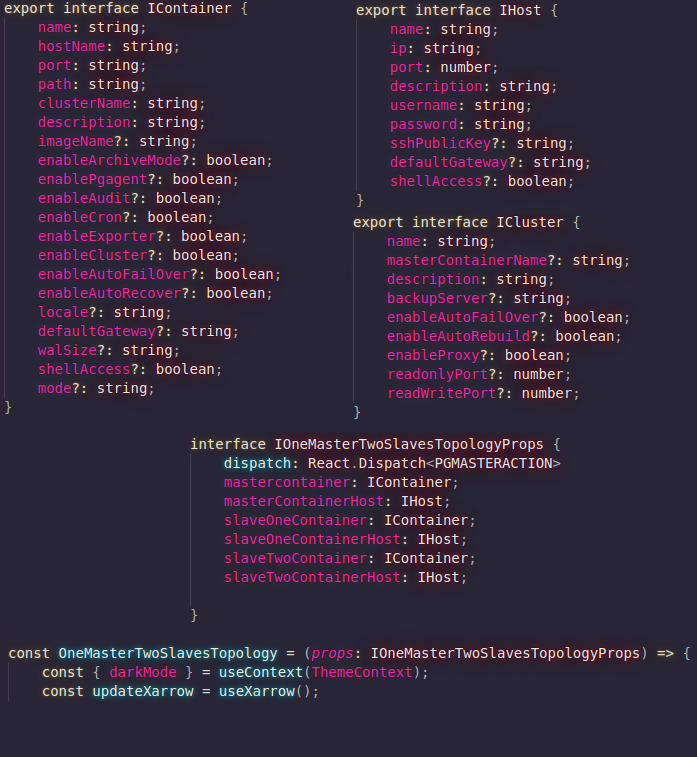 export interface IContainer {
name: string;
hostName: string;
port: string;
path: string;
clusterName: string;
description: string;
imageName?: string;
enableArchiveMode?: boolean;
enablePgagent?: boolean;
enableAudit?: boolean;
enableCron?: boolean;
enableExporter?: boolean;
enableCluster?: boolean;
enableAutoFailOver?: boolean;
enableAutoRecover?: boolean;
locale?: string;
defaultGateway?: string;
walSize?: string;
shellAccess?: boolean;
mode?: string;
}
export interface IHost {
name: string;
ip: string;
port: number;
description: string;
username: string;
password: string;
sshPublicKey?: string;
defaultGateway?: string;
shellAccess?: boolean;
}
export interface ICluster {
name: string;
masterContainerName?: string;
description: string;
backupServer?: string;
enableAutoFailOver?: boolean;
enableAutoRebuild?: boolean;
enableProxy?: boolean;
readonlyPort?: number;
readWritePort?: number;
}
interface IOneMasterTwoSlavesTopologyProps {
dispatch: React.Dispatch<PGMASTERACTION>
mastercontainer: IContainer;
masterContainerHost: IHost;
slaveOneContainer: IContainer;
slaveOneContainerHost: IHost;
slaveTwoContainer: IContainer;
slaveTwoContainerHost: IHost;
}
const OneMasterTwoSlavesTopology = (props: IOneMasterTwoSlavesTopologyProps) => {
const { darkMode } = useContext(ThemeContext);
const updateXarrow = useXarrow();